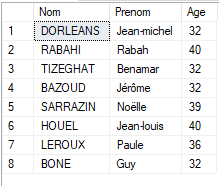 Nom Prenom Age
1 DORLEANS Jean-michel 32
2 RABAHI Rabah 40
3 TIZEGHAT Benamar 32
4 BAZOUD Jérôme 32
5 SARRAZIN Noëlle 39
6 HOUEL Jean-louis 40
7 LEROUX Paule 36
8 BONE Guy 32